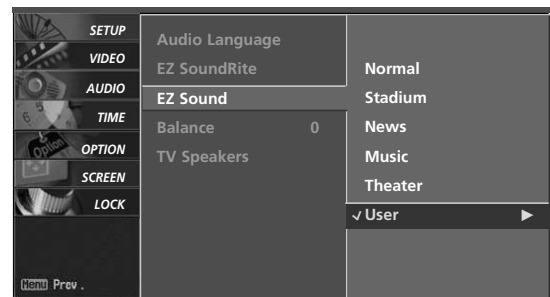 SETUP
VIDEO
AUDIO
TIME
OPTION
SCREEN
LOCK
Menu Prev .
Audio Language
EZ SoundRite
EZ Sound
Balance 0
TV Speakers
Normal
Stadium
News
Music
Theater
✓ User ▶
Option